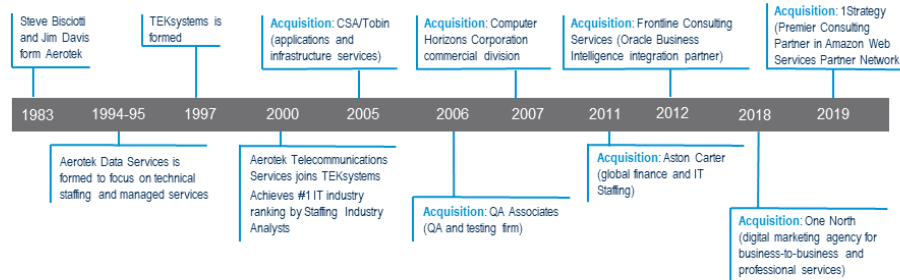 Steve Bisciotti
and Jim Davis
form Aerotek
TEKsystems is
formed
Acquisition: CSA/Tobin
(applications and
infrastructure services)
Acquisition: Computer
Horizons Corporation
commercial division
Acquisition: Frontline Consulting
Services (Oracle Business
Intelligence integration partner)
Acquisition: 1Strategy
(Premier Consulting
Partner in Amazon Web
Services Partner Network)
1983 1994-95 1997 2000 2005 2006 2007 2011 2012 2018 2019
Aerotek Data Services is
formed to focus on technical
staffing and managed services
Aerotek Telecommunications
Services joins TEKsystems
Achieves #1 IT industry
ranking by Staffing Industry
Analysts
Acquisition: QA Associates
(QA and testing firm)
Acquisition: Aston Carter
(global finance and IT
Staffing)
Acquisition: One North
(digital marketing agency for
business-to-business and
professional services)